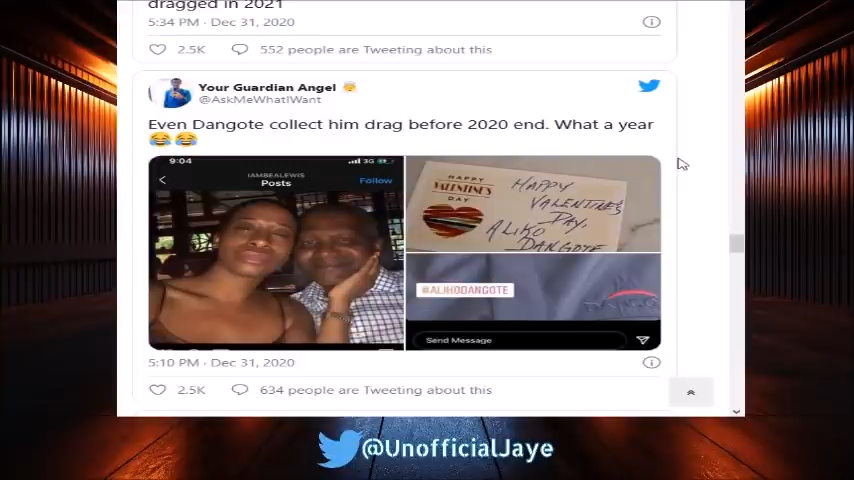 dragged in 2021
5:34 PM · Dec 31, 2020
2.5K 552 people are Tweeting about this
Your Guardian Angel
@AskMeWhatIWant
Even Dangote collect him drag before 2020 end. What a year
9:04
3G
IAMBEALEWIS
Posts
Follow
HAPPY
VALENTINE'S
DAY
HAPPY
VALENTINE'S
DAY,
ALIKO
DANGOTE
#ALIKODANGOTE
Send Message
5:10 PM · Dec 31, 2020
2.5K 634 people are Tweeting about this
@UnofficialJaye